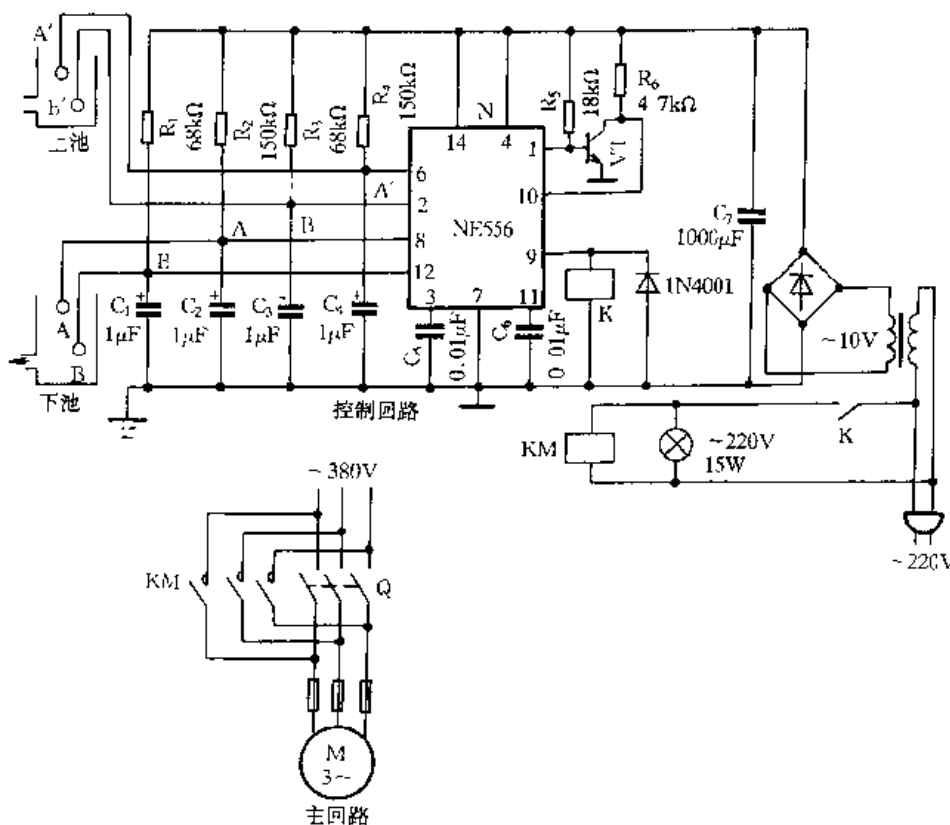 A′
b′
上池
R₁
68kΩ
R₂
150kΩ
R₃
68kΩ
R₄
150kΩ
A′
B
A
B
C₁
1μF
C₂
1μF
C₃
1μF
C₄
1μF
A
B
下池
14
4
6
2
8
12
1
10
9
NE556
3
7
11
C₅
0.01μF
C₆
0 01μF
R₅
18kΩ
R₆
4 7kΩ
VT
K
1N4001
C₇
1000μF
~10V
控制回路
KM
~220V
15W
K
~220V
~380V
KM
Q
M
3~
主回路